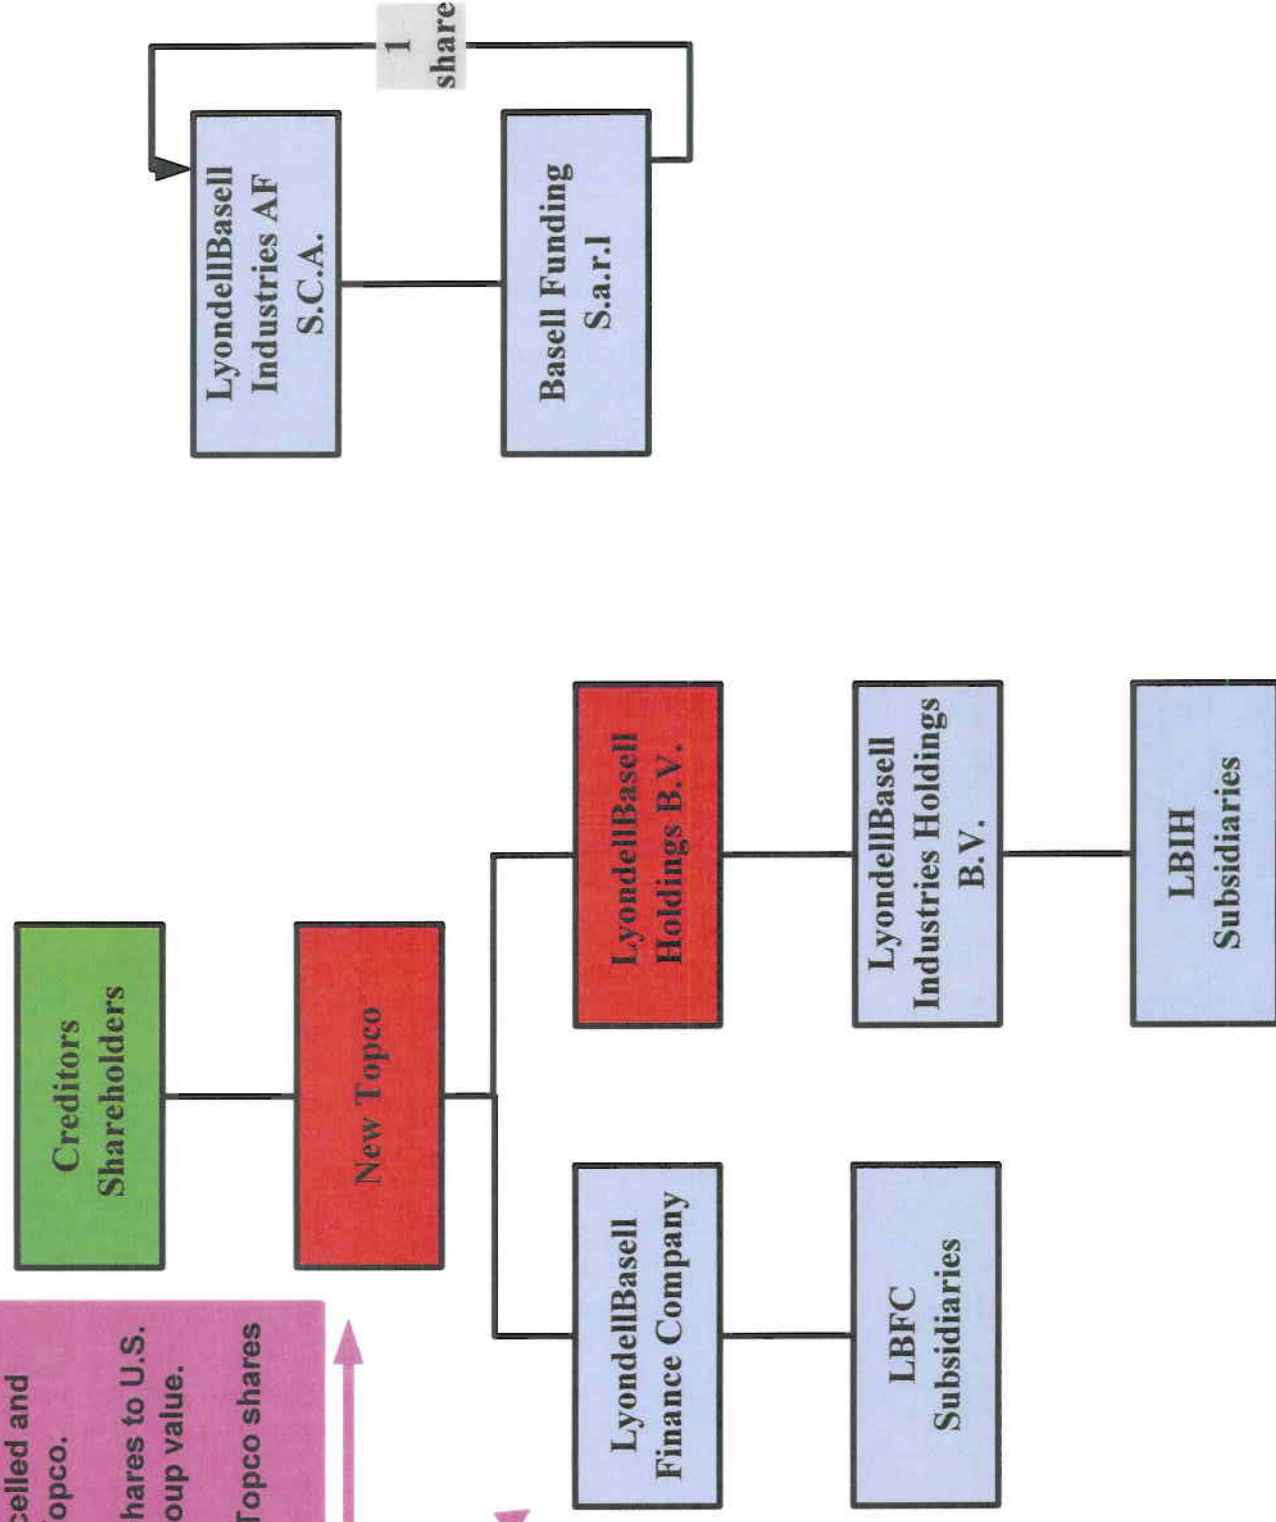 celled and
opco.
hares to U.S.
oup value.
Topco shares
Creditors
Shareholders
New Topco
LyondellBasell
Finance Company
LyondellBasell
Holdings B.V.
LBFC
Subsidiaries
LyondellBasell
Industries Holdings
B.V.
LBIH
Subsidiaries
LyondellBasell
Industries AF
S.C.A.
1
share
Basell Funding
S.a.r.l